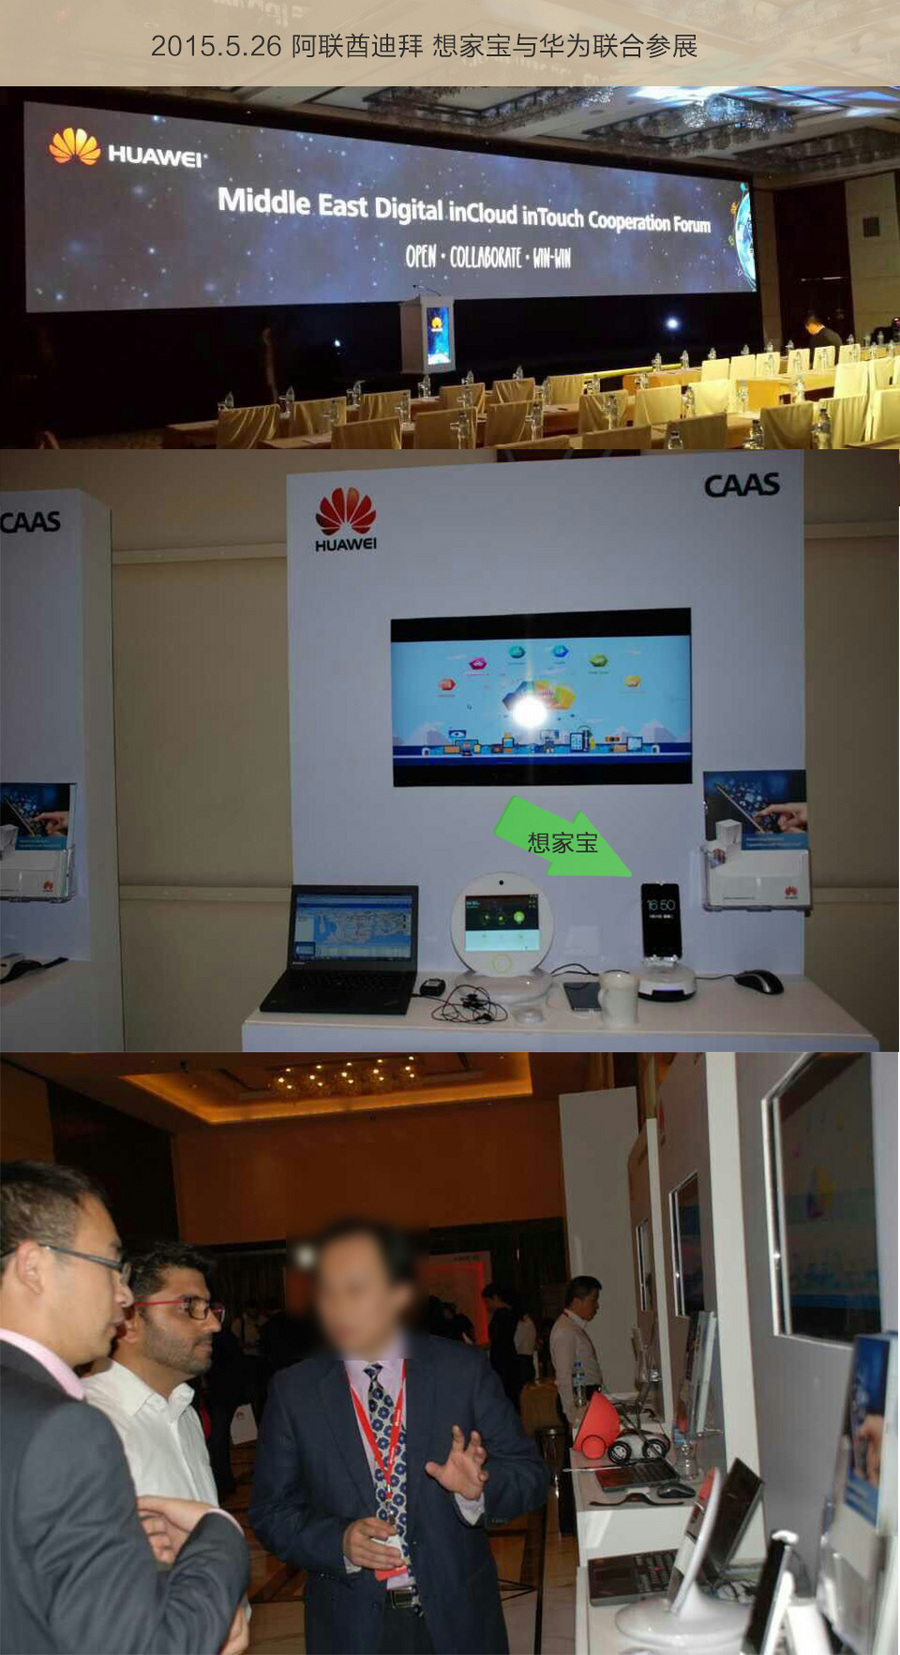 2015.5.26 阿联酋迪拜 想家宝与华为联合参展
HUAWEI
Middle East Digital inCloud inTouch Cooperation Forum
OPEN · COLLABORATE · WIN-WIN
CAAS
HUAWEI
CAAS
想家宝
16 50